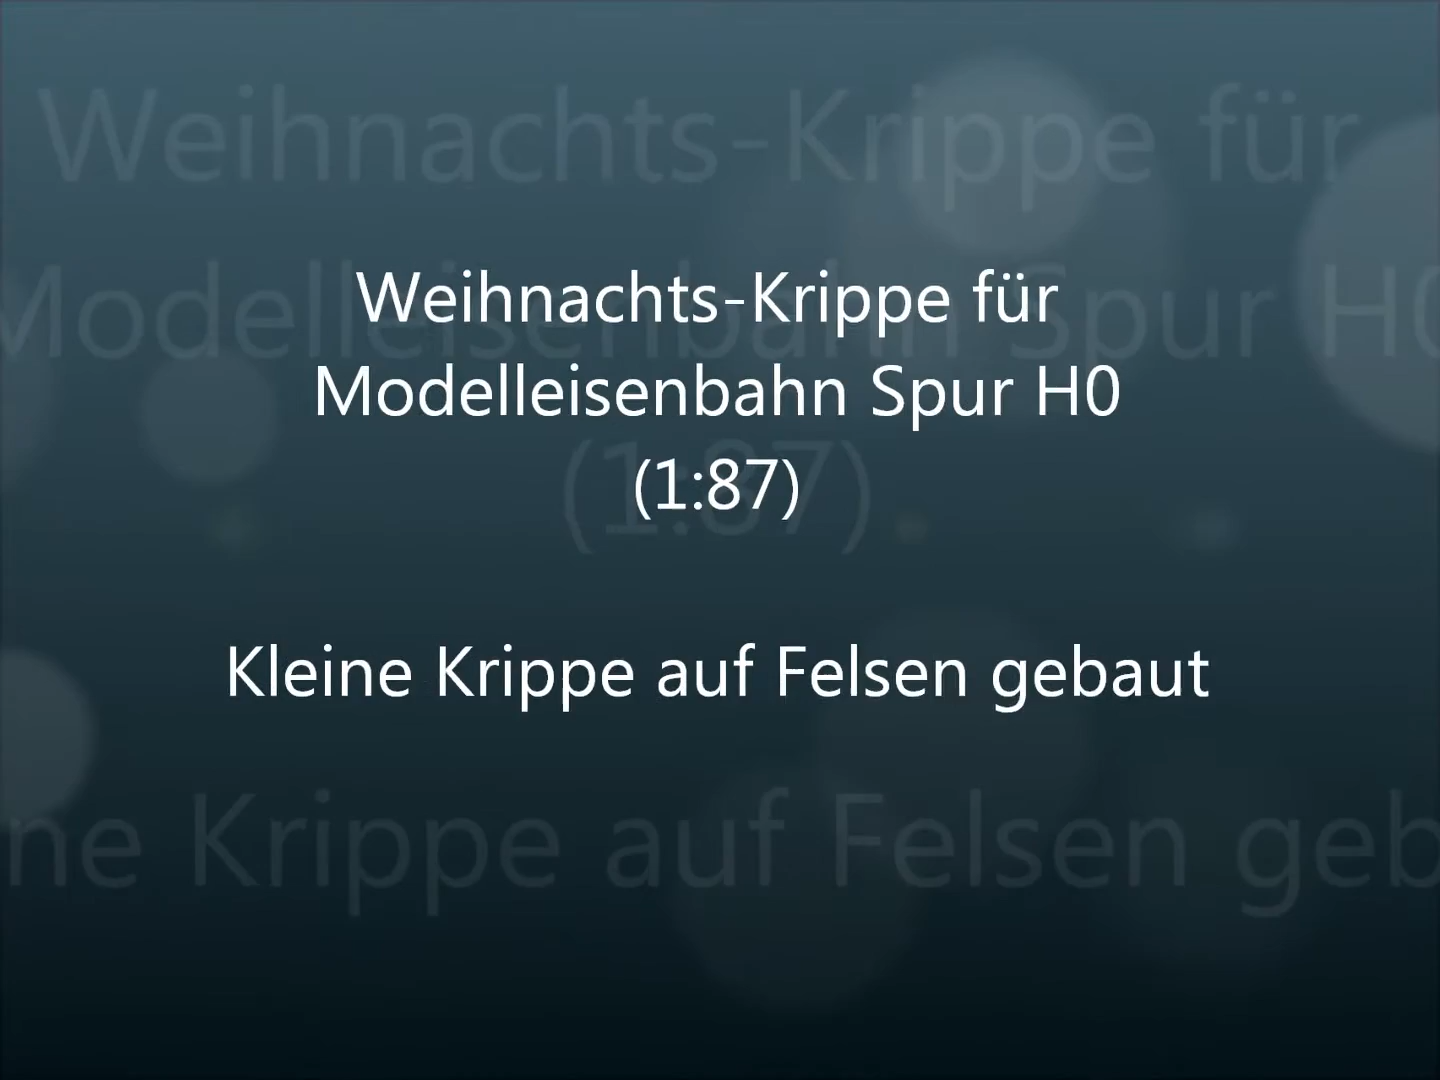 Weihnachts-Krippe für
Modelleisenbahn Spur H0
(1:87)
Kleine Krippe auf Felsen gebaut